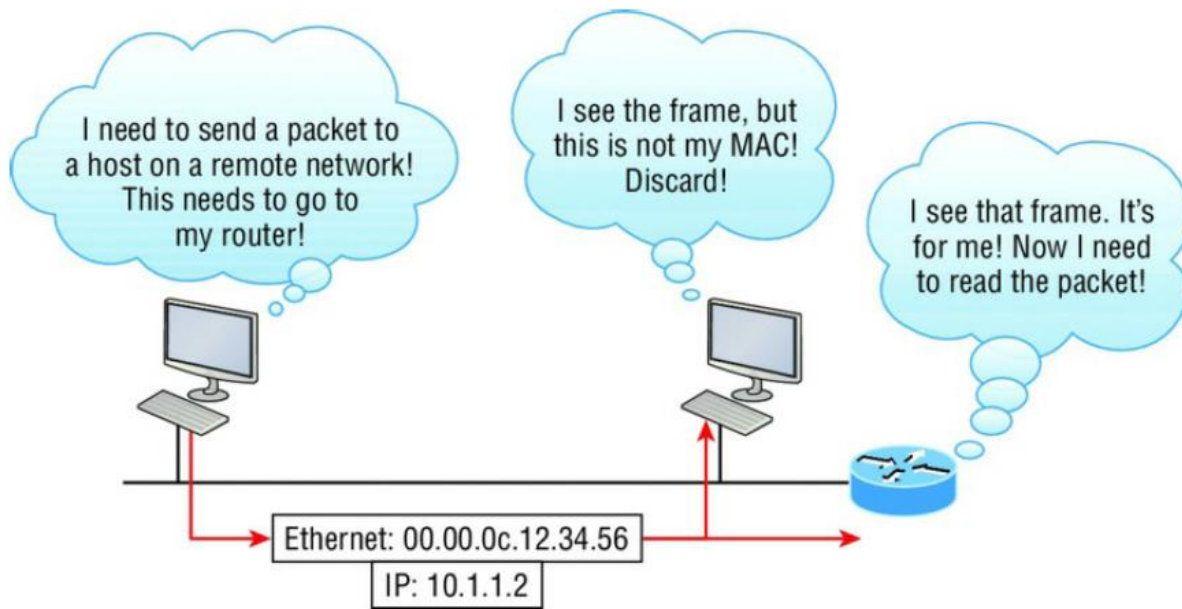 I need to send a packet to
a host on a remote network!
This needs to go to
my router!
I see the frame, but
this is not my MAC!
Discard!
I see that frame. It’s
for me! Now I need
to read the packet!
Ethernet: 00.00.0c.12.34.56
IP: 10.1.1.2